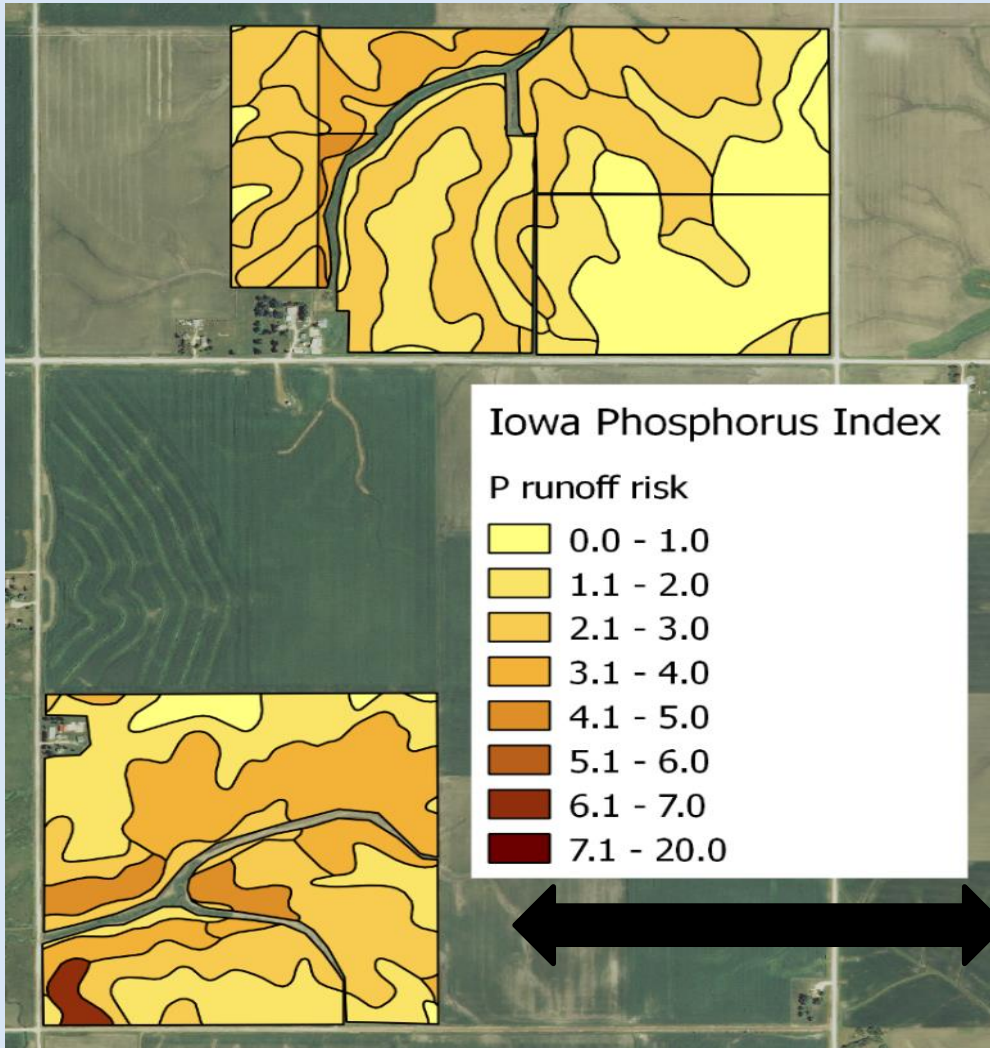 Iowa Phosphorus Index
P runoff risk
0.0 - 1.0
1.1 - 2.0
2.1 - 3.0
3.1 - 4.0
4.1 - 5.0
5.1 - 6.0
6.1 - 7.0
7.1 - 20.0